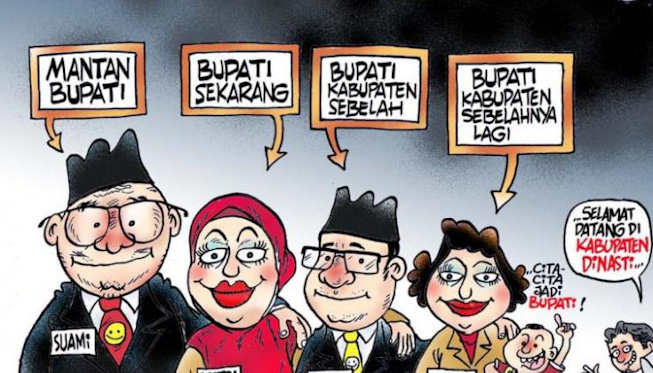 MANTAN
BUPATI
BUPATI
SEKARANG
BUPATI
KABUPATEN
SEBELAH
BUPATI
KABUPATEN
SEBELAHNYA
LAGI
SUAMI
..CITA-
CITA
JADI
BUPATI!
...SELAMAT
DATANG DI
KABUPATEN
DINASTI...